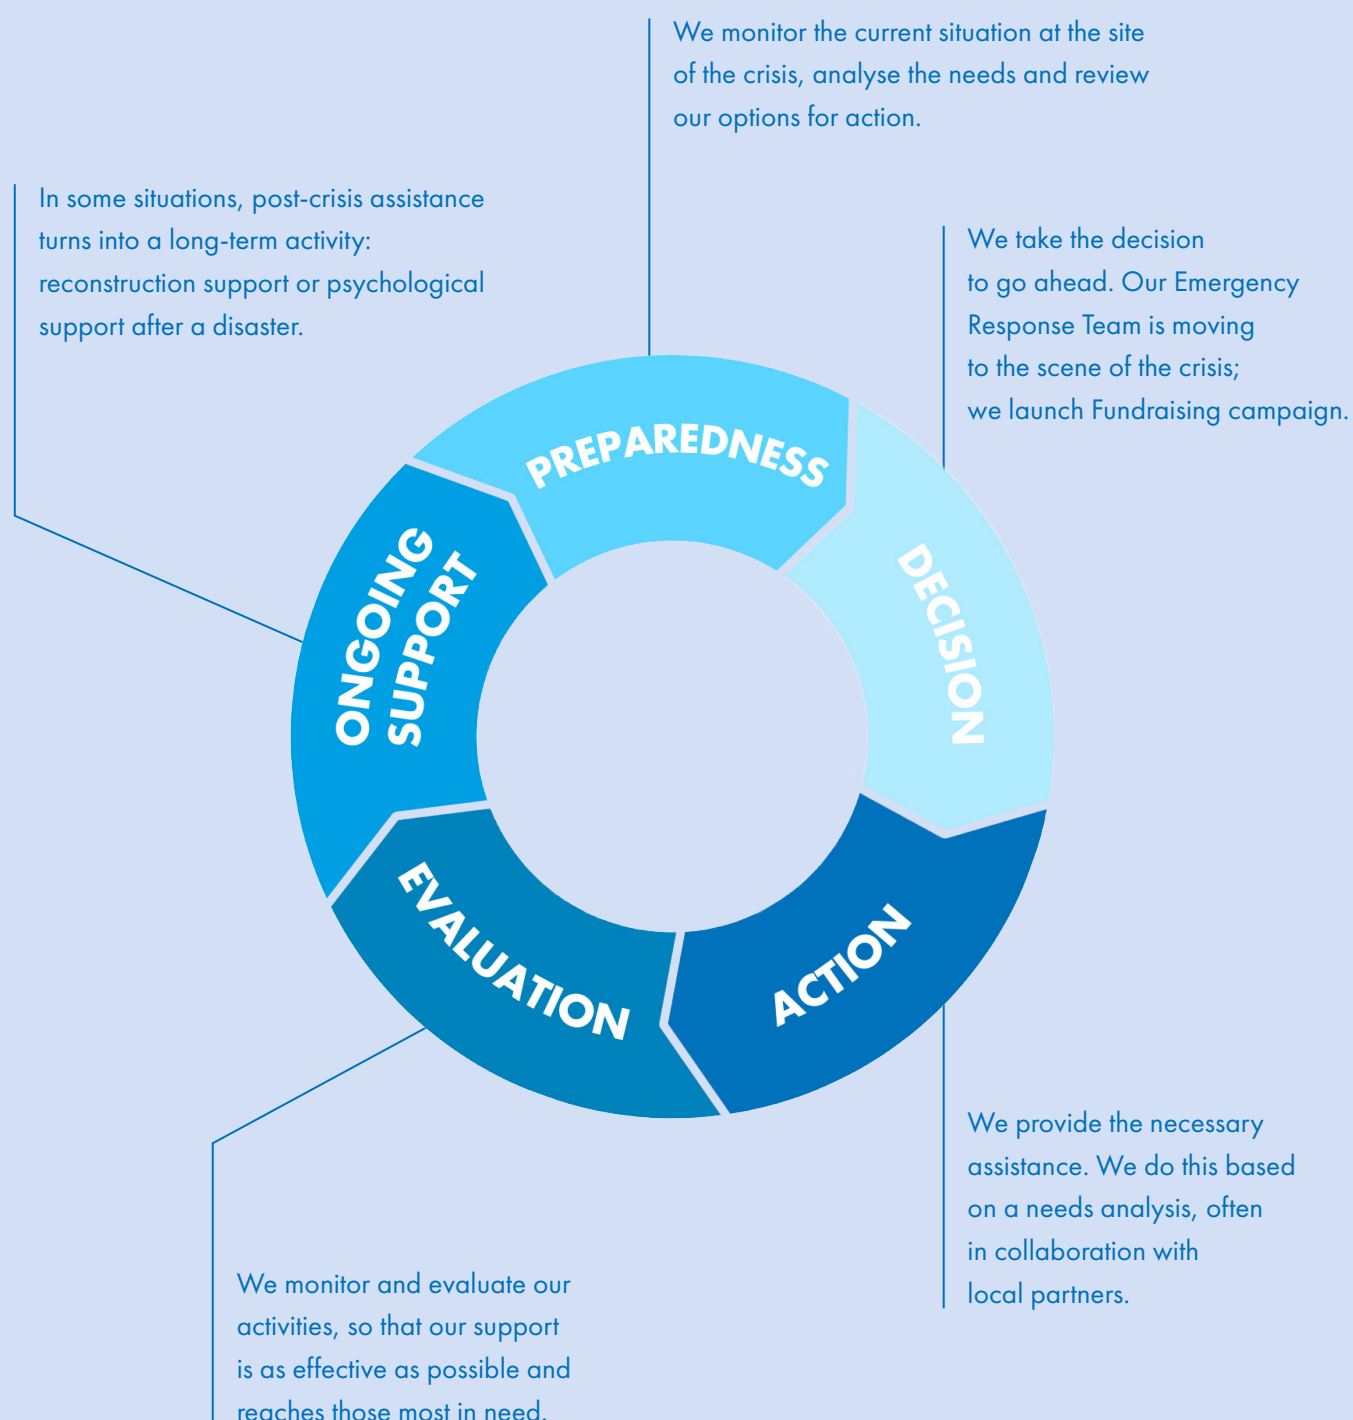 We monitor the current situation at the site
of the crisis, analyse the needs and review
our options for action.
In some situations, post-crisis assistance
turns into a long-term activity:
reconstruction support or psychological
support after a disaster.
We take the decision
to go ahead. Our Emergency
Response Team is moving
to the scene of the crisis;
we launch Fundraising campaign.
PREPAREDNESS
DECISION
ONGOING
SUPPORT
EVALUATION
ACTION
We provide the necessary
assistance. We do this based
on a needs analysis, often
in collaboration with
local partners.
We monitor and evaluate our
activities, so that our support
is as effective as possible and
reaches those most in need.